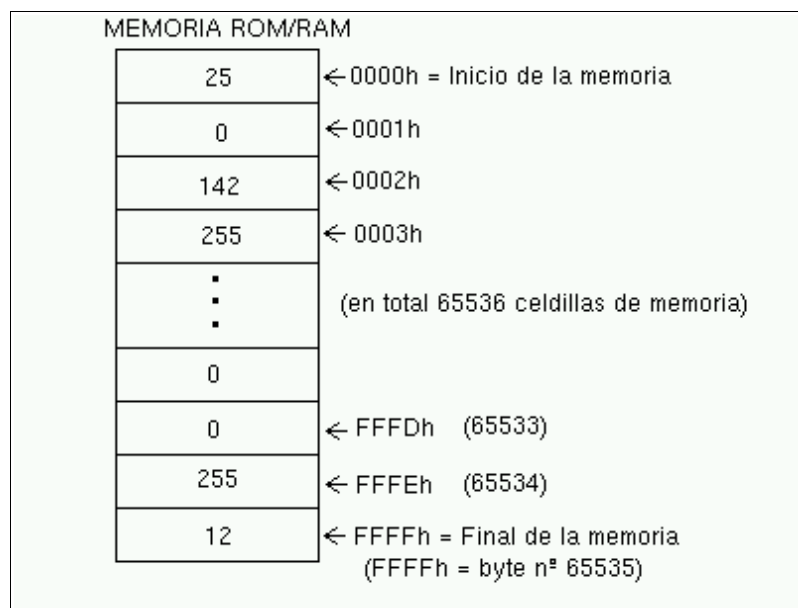 MEMORIA ROM/RAM
25 ←0000h = Inicio de la memoria
0 ←0001h
142 ←0002h
255 ← 0003h
(en total 65536 celdillas de memoria)
0
0 ← FFFDh (65533)
255 ← FFFEh (65534)
12 ← FFFFh = Final de la memoria
(FFFFh = byte nº 65535)